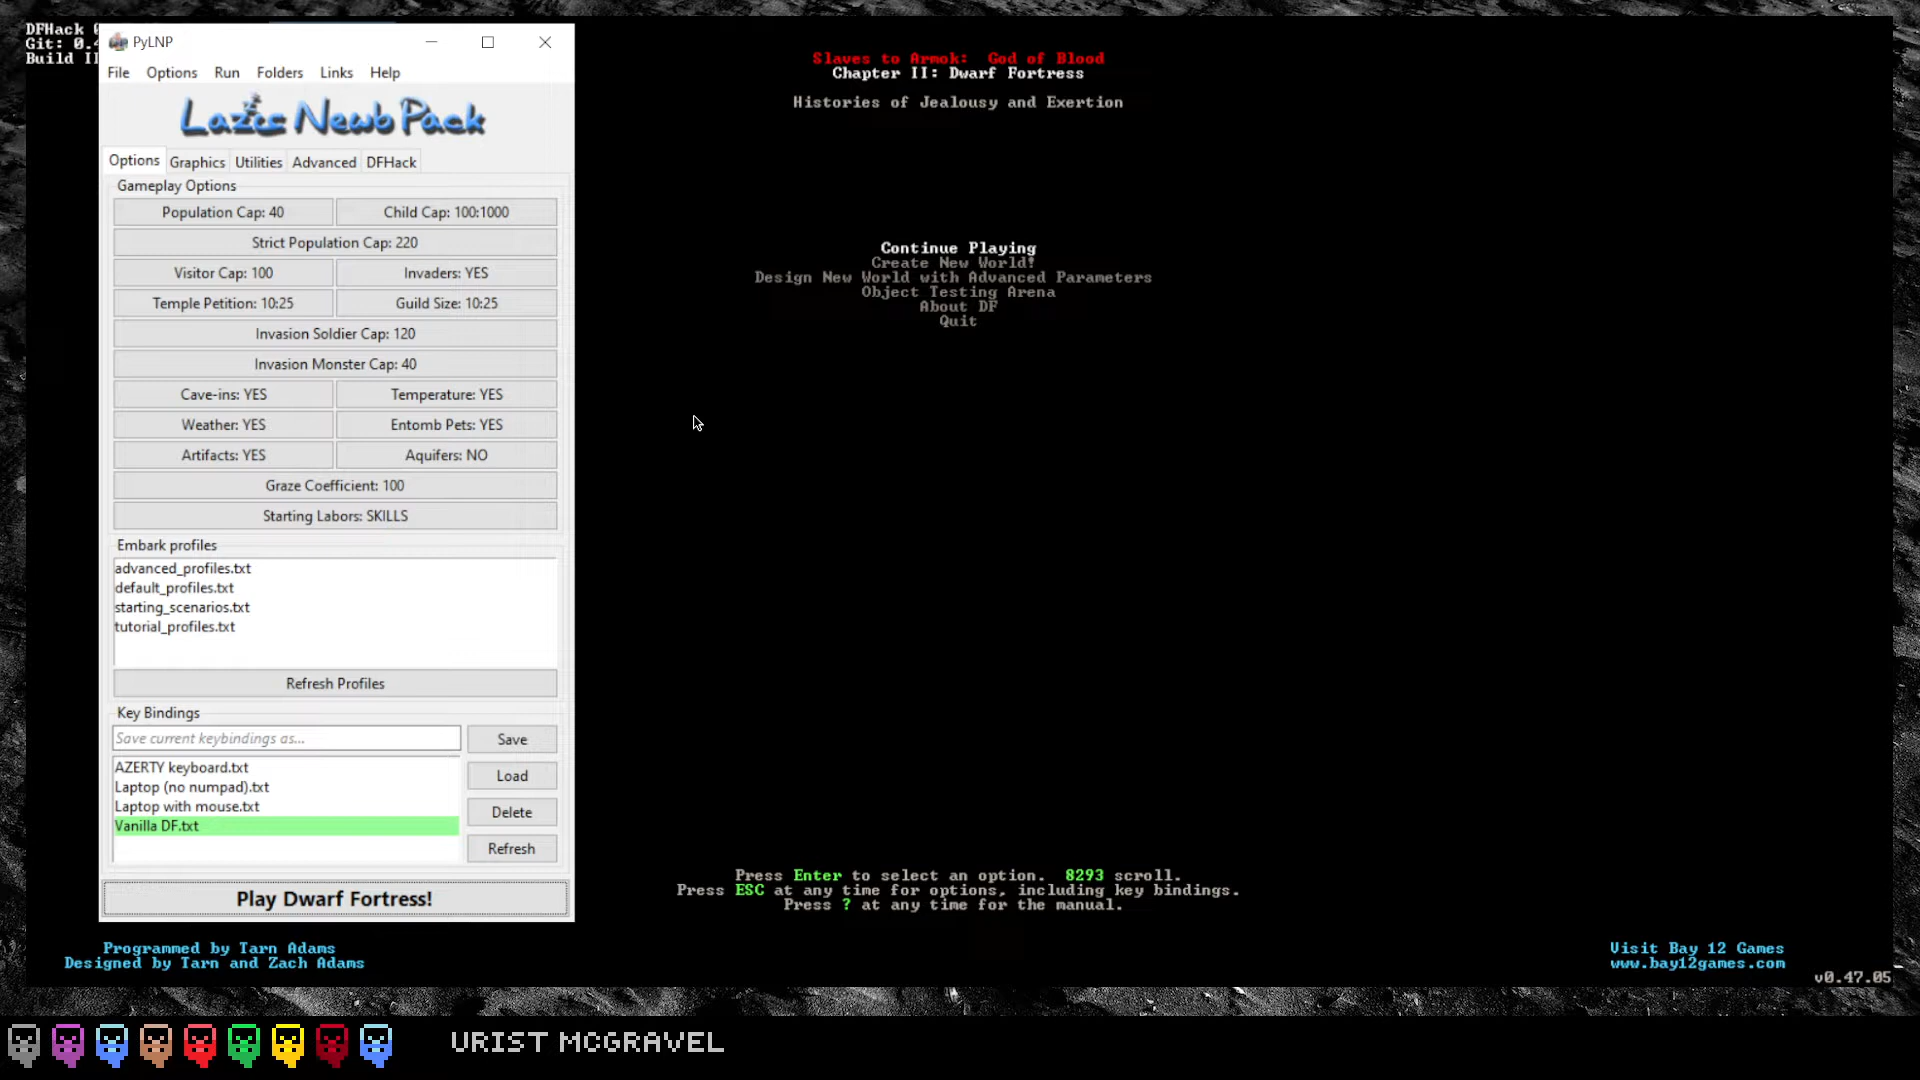 DFHack
Git: 0.4
Build I
PyLNP
File Options Run Folders Links Help
Lazie Newb Pack
Options Graphics Utilities Advanced DFHack
Gameplay Options
Population Cap: 40
Child Cap: 100:1000
Strict Population Cap: 220
Visitor Cap: 100
Invaders: YES
Temple Petition: 10:25
Guild Size: 10:25
Invasion Soldier Cap: 120
Invasion Monster Cap: 40
Cave-ins: YES
Temperature: YES
Weather: YES
Entomb Pets: YES
Artifacts: YES
Aquifers: NO
Graze Coefficient: 100
Starting Labors: SKILLS
Embark profiles
advanced_profiles.txt
default_profiles.txt
starting_scenarios.txt
tutorial_profiles.txt
Refresh Profiles
Key Bindings
Save current keybindings as...
Save
AZERTY keyboard.txt
Laptop (no numpad).txt
Laptop with mouse.txt
Vanilla DF.txt
Load
Delete
Refresh
Play Dwarf Fortress!
Slaves to Armok: God of Blood
Chapter II: Dwarf Fortress
Histories of Jealousy and Exertion
Continue Playing
Create New World!
Design New World with Advanced Parameters
Object Testing Arena
About DF
Quit
Press Enter to select an option. 8293 scroll.
Press ESC at any time for options, including key bindings.
Press ? at any time for the manual.
Programmed by Tarn Adams
Designed by Tarn and Zach Adams
Visit Bay 12 Games
www.bay12games.com
v0.47.05
URIST MCGRAVEL